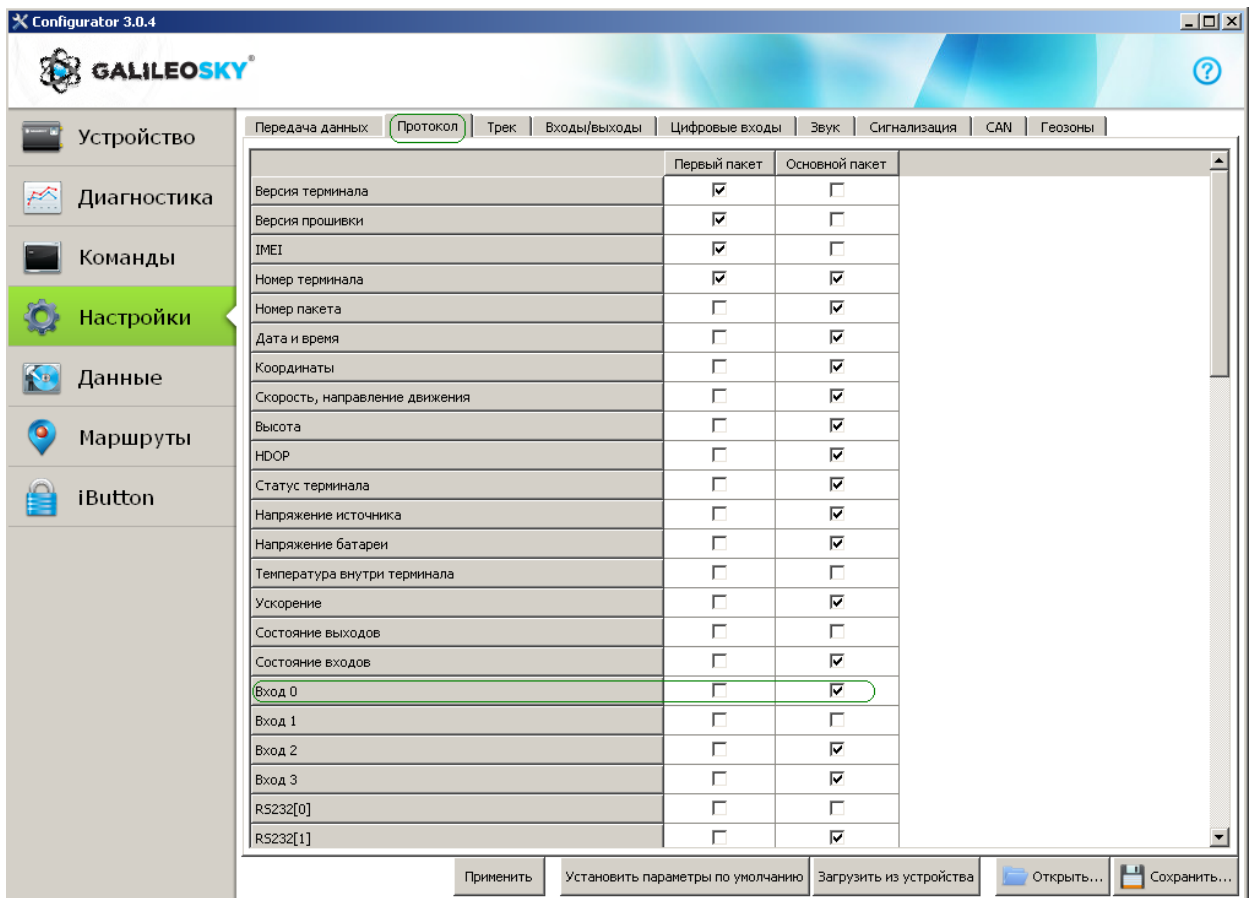 Configurator 3.0.4
GALILEOSKY®
?
Устройство
Диагностика
Команды
Настройки
Данные
Маршруты
iButton
Передача данных Протокол Трек Входы/выходы Цифровые входы Звук Сигнализация CAN Геозоны
Первый пакет Основной пакет
Версия терминала
Версия прошивки
IMEI
Номер терминала
Номер пакета
Дата и время
Координаты
Скорость, направление движения
Высота
HDOP
Статус терминала
Напряжение источника
Напряжение батареи
Температура внутри терминала
Ускорение
Состояние выходов
Состояние входов
Вход 0
Вход 1
Вход 2
Вход 3
RS232[0]
RS232[1]
Применить Установить параметры по умолчанию Загрузить из устройства Открыть... Сохранить...